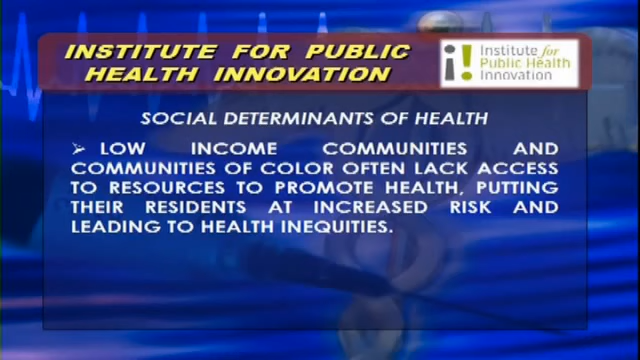 INSTITUTE FOR PUBLIC
HEALTH INNOVATION
i! Institute for
Public Health
Innovation
SOCIAL DETERMINANTS OF HEALTH
➢ LOW INCOME COMMUNITIES AND
COMMUNITIES OF COLOR OFTEN LACK ACCESS
TO RESOURCES TO PROMOTE HEALTH, PUTTING
THEIR RESIDENTS AT INCREASED RISK AND
LEADING TO HEALTH INEQUITIES.